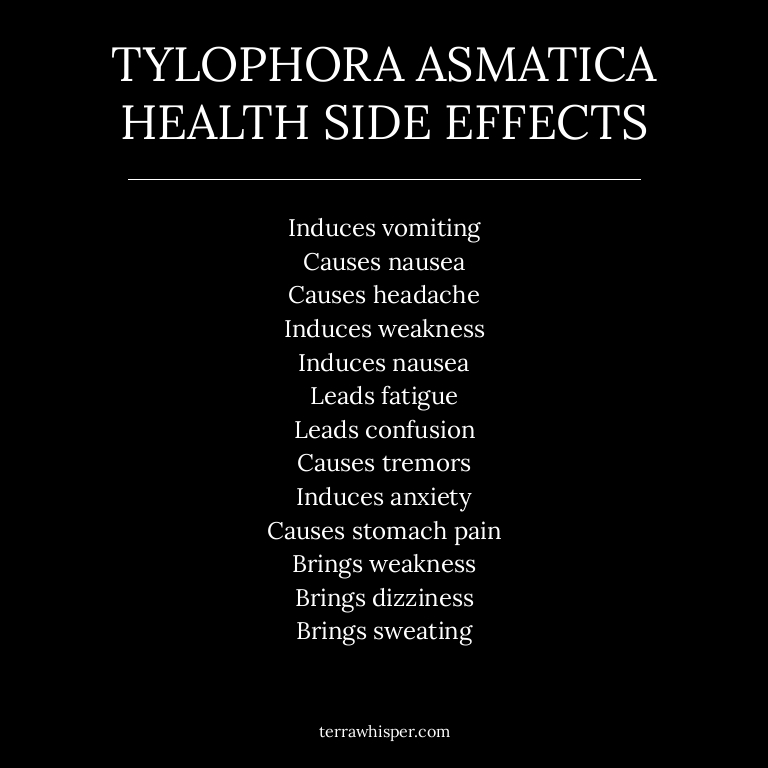 TYLOPHORA ASMATICA
HEALTH SIDE EFFECTS
Induces vomiting
Causes nausea
Causes headache
Induces weakness
Induces nausea
Leads fatigue
Leads confusion
Causes tremors
Induces anxiety
Causes stomach pain
Brings weakness
Brings dizziness
Brings sweating
terrawhisper.com